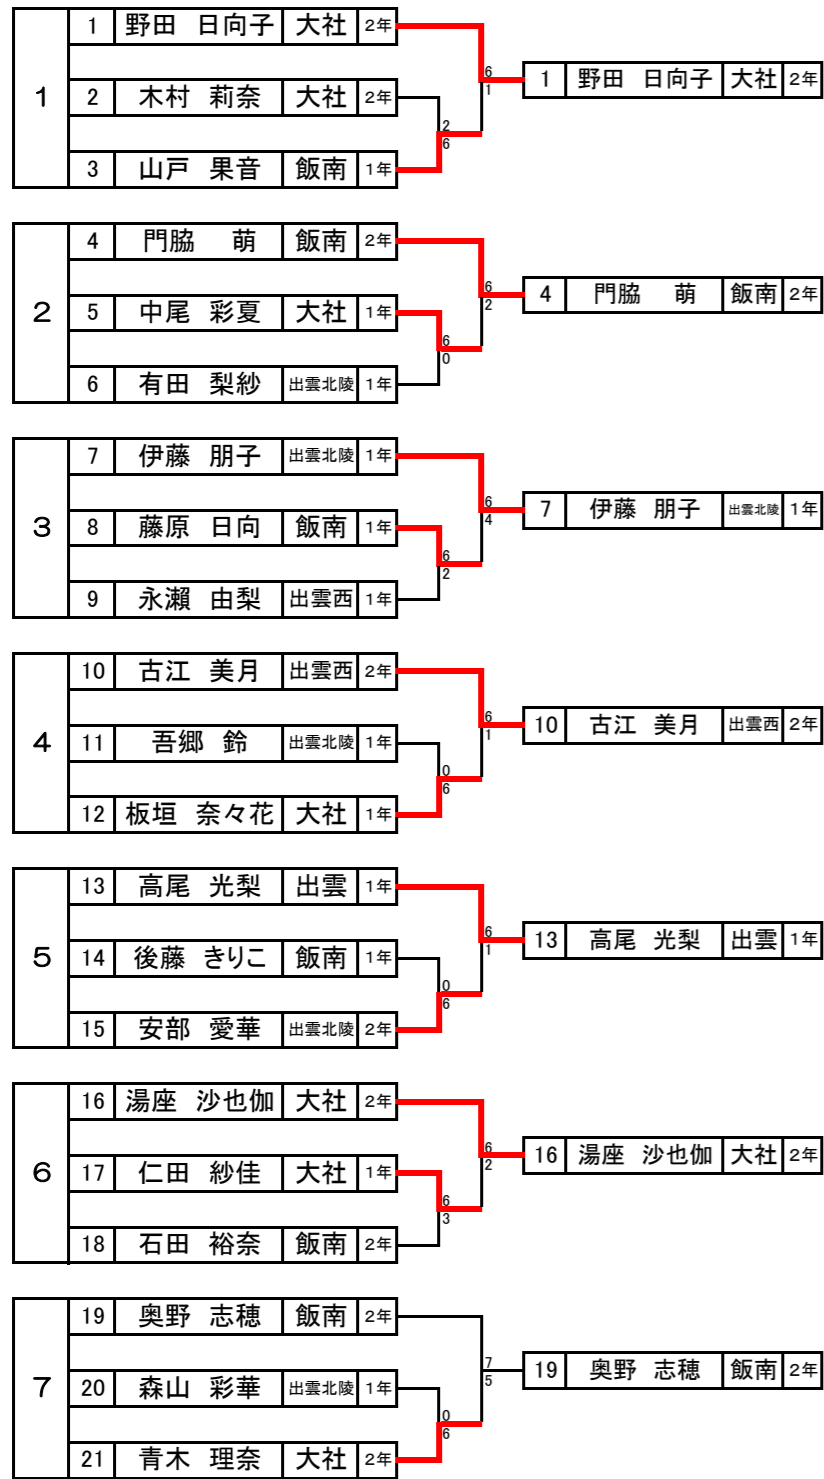 1 野田 日向子 大社 2年
6
1
1 野田 日向子 大社 2年
1
2 木村 莉奈 大社 2年
2
6
3 山戸 果音 飯南 1年
4 門脇 萌 飯南 2年
6
2
4 門脇 萌 飯南 2年
2
5 中尾 彩夏 大社 1年
6
0
6 有田 梨紗 出雲北陵 1年
7 伊藤 朋子 出雲北陵 1年
6
4
7 伊藤 朋子 出雲北陵 1年
3
8 藤原 日向 飯南 1年
6
2
9 永瀬 由梨 出雲西 1年
10 古江 美月 出雲西 2年
6
1
10 古江 美月 出雲西 2年
4
11 吾郷 鈴 出雲北陵 1年
0
6
12 板垣 奈々花 大社 1年
13 高尾 光梨 出雲 1年
6
1
13 高尾 光梨 出雲 1年
5
14 後藤 きりこ 飯南 1年
0
6
15 安部 愛華 出雲北陵 2年
16 湯座 沙也伽 大社 2年
6
2
16 湯座 沙也伽 大社 2年
6
17 仁田 紗佳 大社 1年
6
3
18 石田 裕奈 飯南 2年
19 奥野 志穂 飯南 2年
7
5
19 奥野 志穂 飯南 2年
7
20 森山 彩華 出雲北陵 1年
0
6
21 青木 理奈 大社 2年